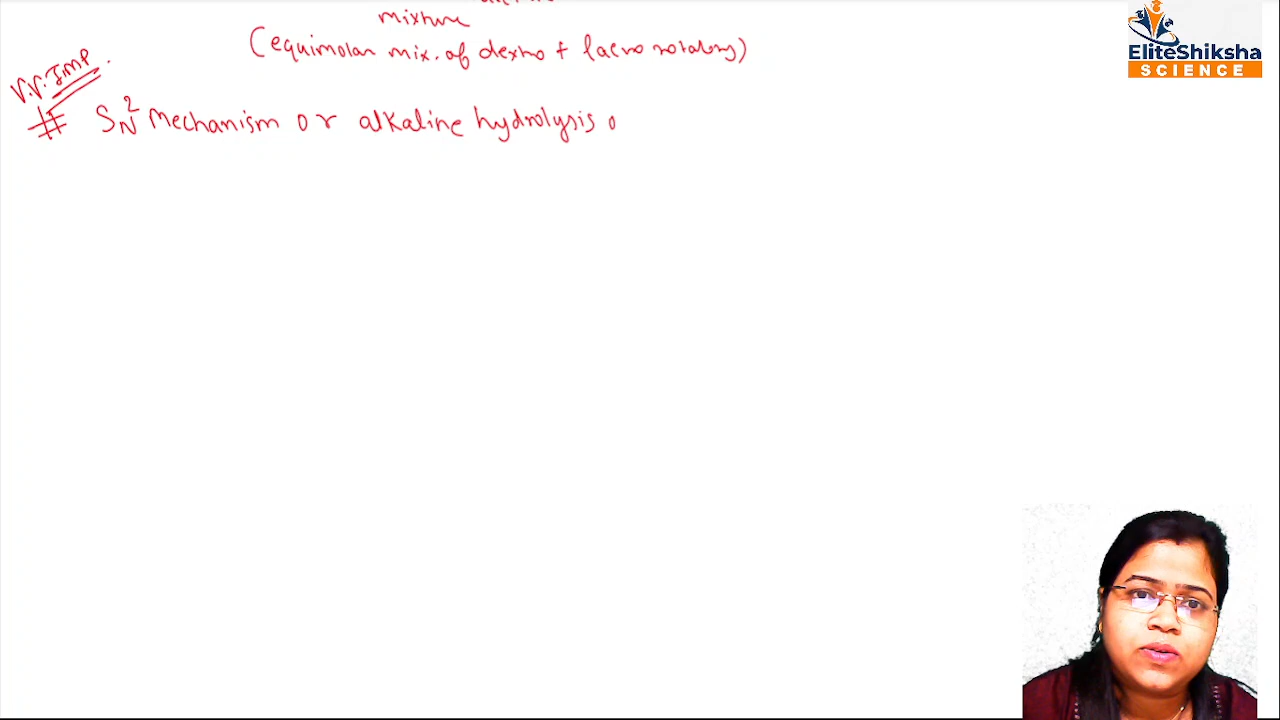 mixture
(equimolar mix. of dextro + laevo rotatory)
V.V. Imp.
# SN2 Mechanism or alkaline hydrolysis o
EliteShiksha
SCIENCE